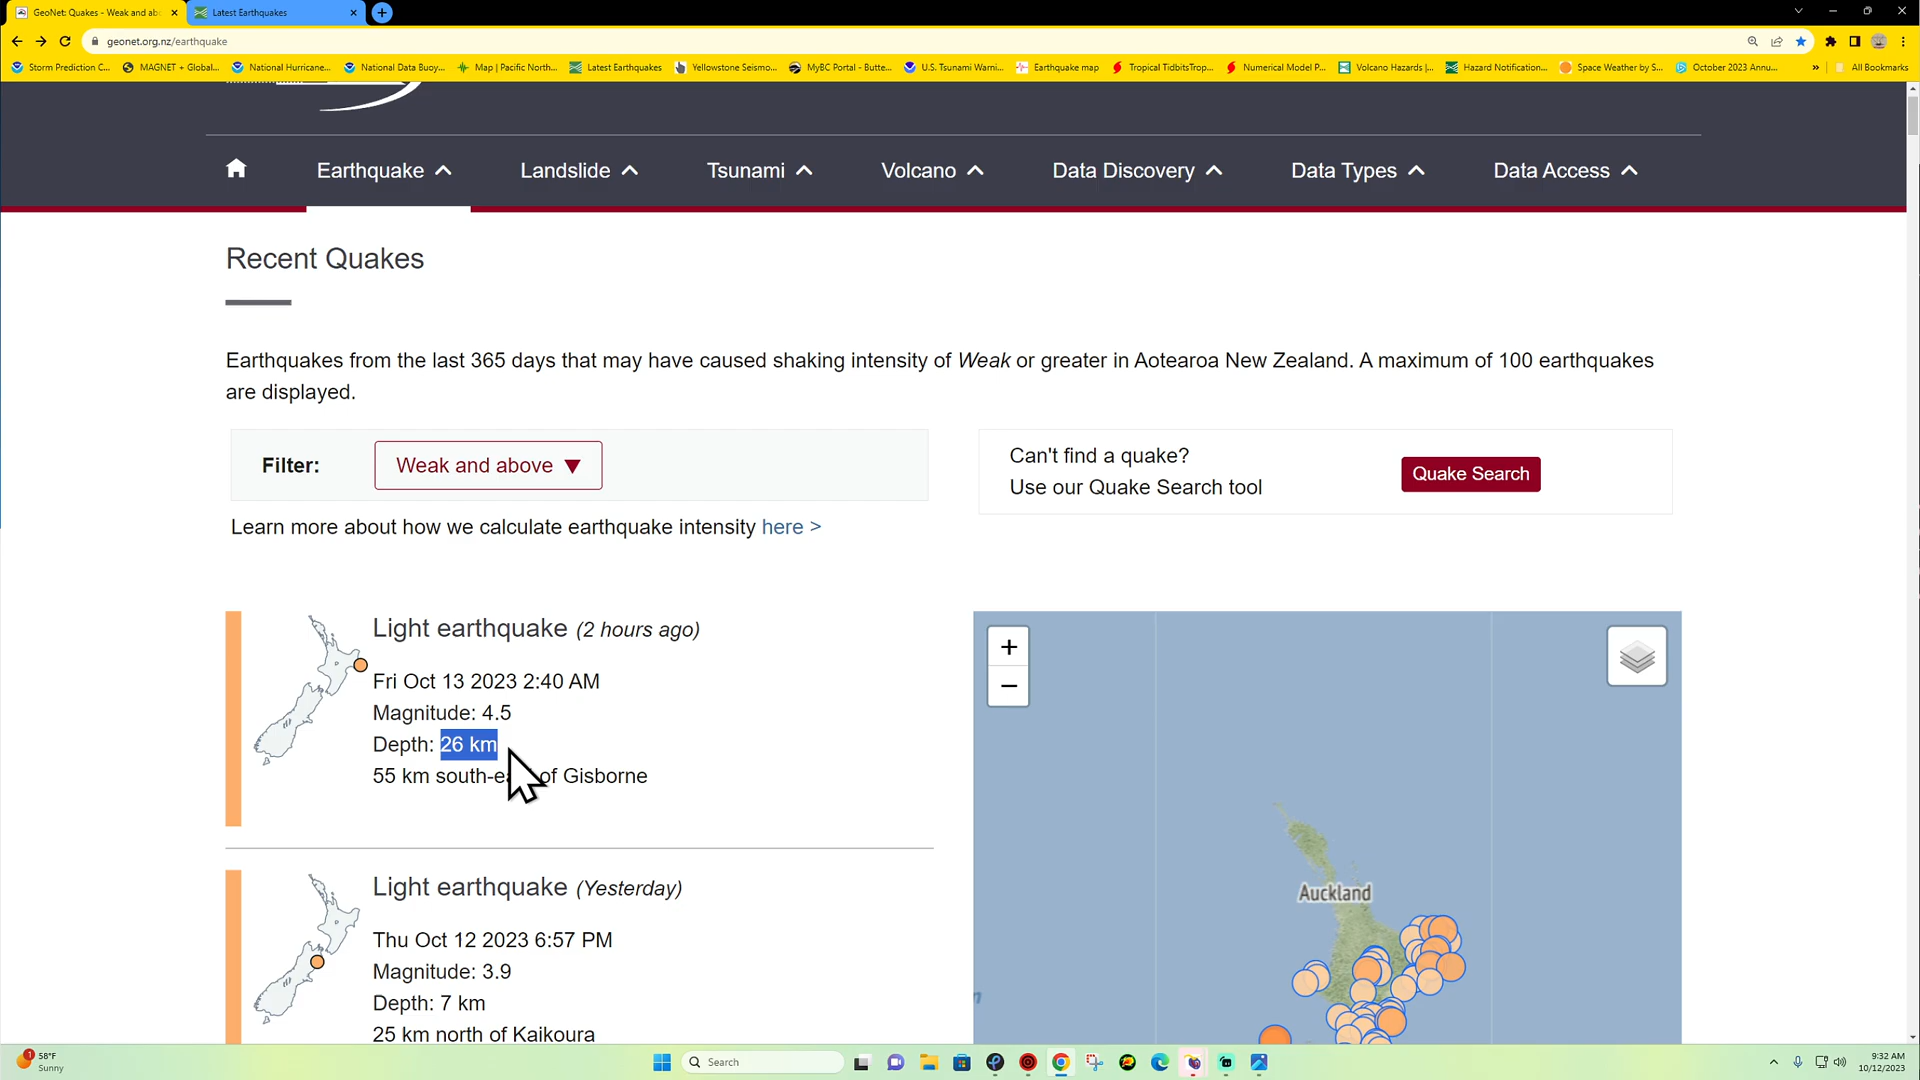 GeoNet: Quakes - Weak and ab
Latest Earthquakes
geonet.org.nz/earthquake
Storm Prediction C...
MAGNET + Global...
National Hurricane...
National Data Buoy...
Map | Pacific North...
Latest Earthquakes
Yellowstone Seismo...
MyBC Portal - Butte...
U.S. Tsunami Warni...
Earthquake map
Tropical TidbitsTrop...
Numerical Model P...
Volcano Hazards |...
Hazard Notification...
Space Weather by S...
October 2023 Annu...
»
All Bookmarks
Earthquake
Landslide
Tsunami
Volcano
Data Discovery
Data Types
Data Access
Recent Quakes
Earthquakes from the last 365 days that may have caused shaking intensity of Weak or greater in Aotearoa New Zealand. A maximum of 100 earthquakes
are displayed.
Filter:
Weak and above ▼
Can't find a quake?
Use our Quake Search tool
Quake Search
Learn more about how we calculate earthquake intensity here >
Light earthquake (2 hours ago)
Fri Oct 13 2023 2:40 AM
Magnitude: 4.5
Depth: 26 km
55 km south-e of Gisborne
Light earthquake (Yesterday)
Thu Oct 12 2023 6:57 PM
Magnitude: 3.9
Depth: 7 km
25 km north of Kaikoura
+
−
Auckland
1
58°F
Sunny
Search
9:32 AM
10/12/2023